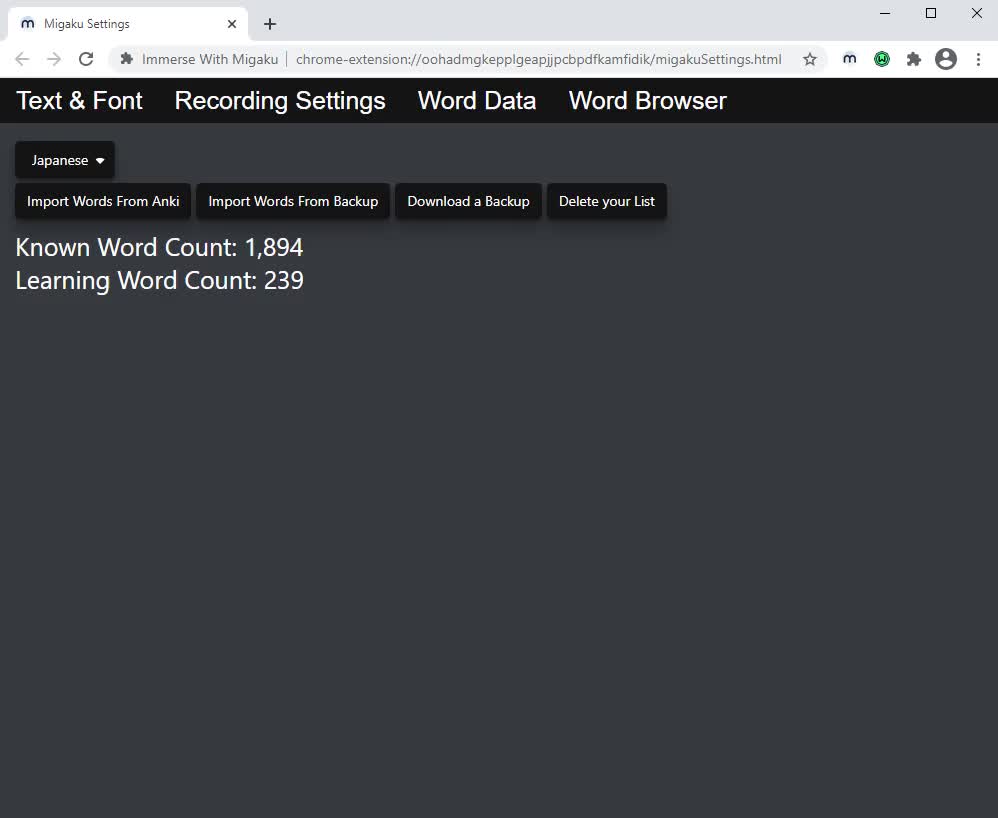 Migaku Settings
Immerse With Migaku | chrome-extension://oohadmgkepplgeapjjpcbpdfkamfidik/migakuSettings.html
Text & Font Recording Settings Word Data Word Browser
Japanese
Import Words From Anki Import Words From Backup Download a Backup Delete your List
Known Word Count: 1,894
Learning Word Count: 239